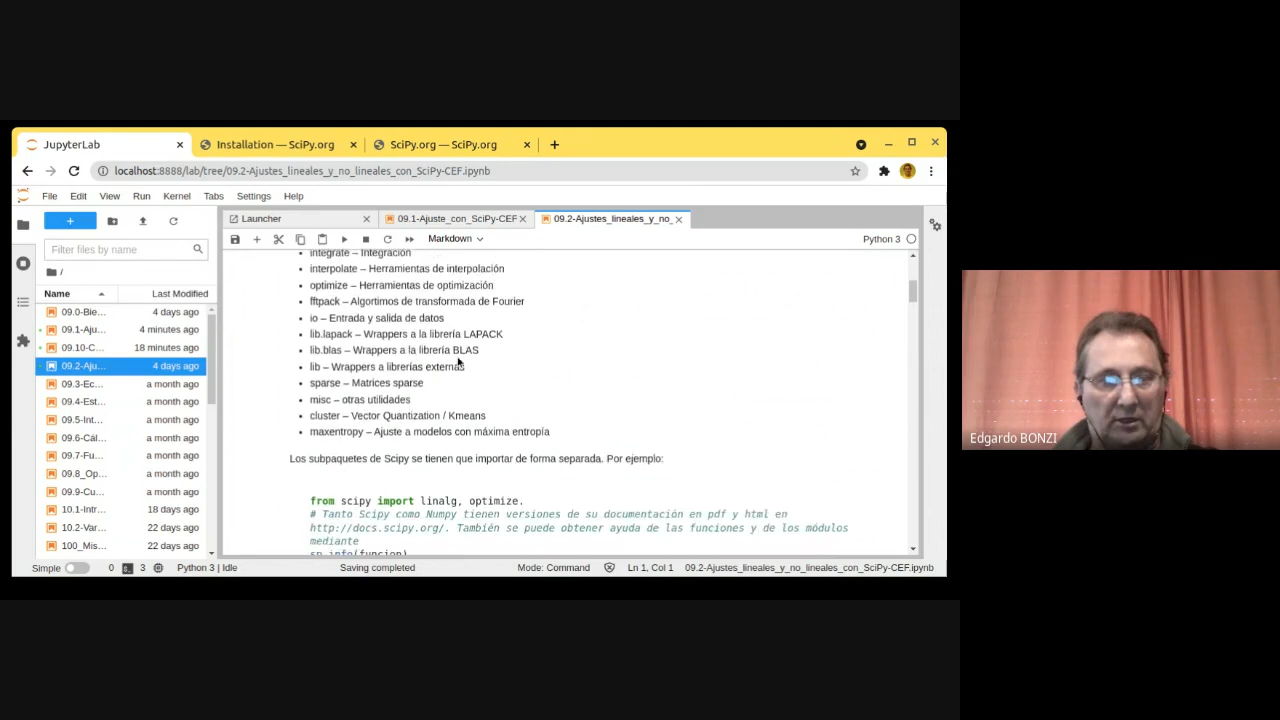 JupyterLab
Installation — SciPy.org
SciPy.org — SciPy.org
localhost:8888/lab/tree/09.2-Ajustes_lineales_y_no_lineales_con_SciPy-CEF.ipynb
File Edit View Run Kernel Tabs Settings Help
Launcher
09.1-Ajuste_con_SciPy-CEF
09.2-Ajustes_lineales_y_no_
Markdown
Python 3
Filter files by name
/
Name Last Modified
09.0-Bie... 4 days ago
09.1-Aju... 4 minutes ago
09.10-C... 18 minutes ago
09.2-Aju... 4 days ago
09.3-Ec... a month ago
09.4-Est... a month ago
09.5-Int... a month ago
09.6-Cál... a month ago
09.7-Fu... a month ago
09.8_Op... a month ago
09.9-Cu... a month ago
10.1-Intr... 18 days ago
10.2-Var... 22 days ago
100_Mis... 22 days ago
integrate – Integración
interpolate – Herramientas de interpolación
optimize – Herramientas de optimización
fftpack – Algortimos de transformada de Fourier
io – Entrada y salida de datos
lib.lapack – Wrappers a la librería LAPACK
lib.blas – Wrappers a la librería BLAS
lib – Wrappers a librerías externas
sparse – Matrices sparse
misc – otras utilidades
cluster – Vector Quantization / Kmeans
maxentropy – Ajuste a modelos con máxima entropía
Los subpaquetes de Scipy se tienen que importar de forma separada. Por ejemplo:
from scipy import linalg, optimize.
# Tanto Scipy como Numpy tienen versiones de su documentación en pdf y html en
http://docs.scipy.org/. También se puede obtener ayuda de las funciones y de los módulos
mediante
sp.info(funcion)
Simple 0 3 Python 3 | Idle Saving completed Mode: Command Ln 1, Col 1 09.2-Ajustes_lineales_y_no_lineales_con_SciPy-CEF.ipynb
Edgardo BONZI